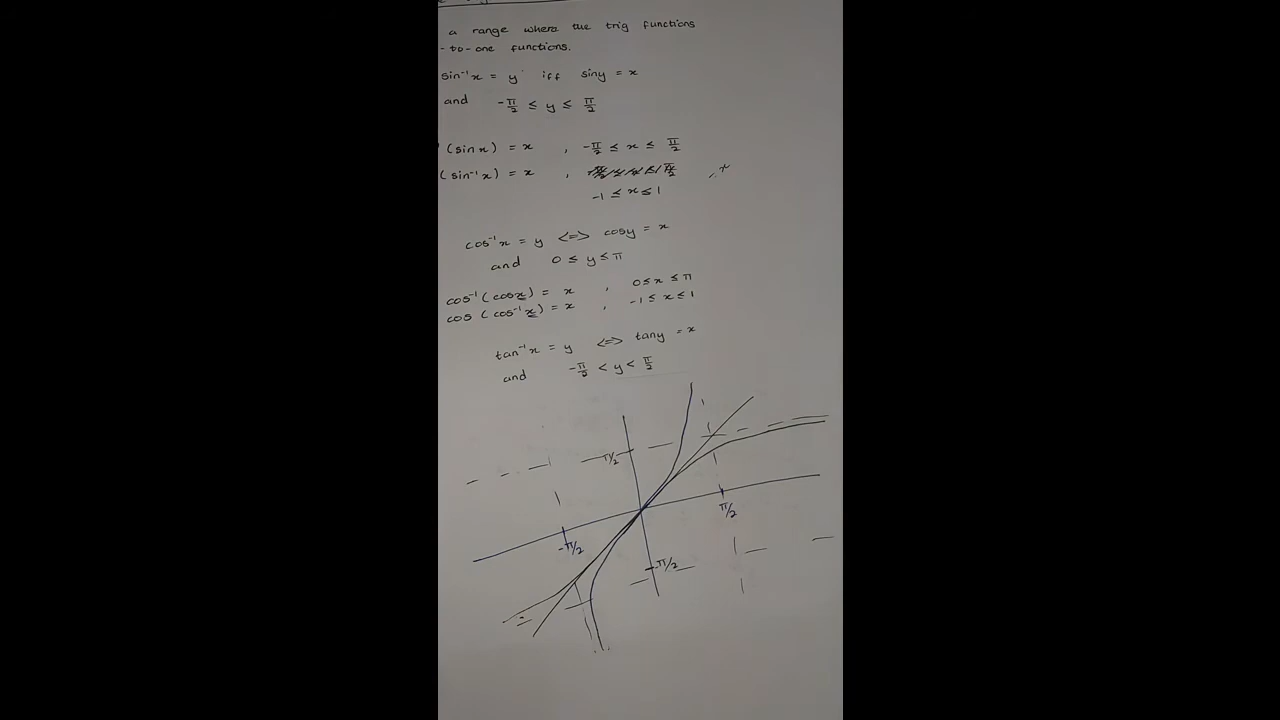 a range where the trig functions
-to-one functions.
sin⁻¹x = y iff siny = x
and -π/2 ≤ y ≤ π/2
(sinx) = x , -π/2 ≤ x ≤ π/2
(sin⁻¹x) = x ,
-1 ≤ x ≤ 1
cos⁻¹x = y <=> cosy = x
and 0 ≤ y ≤ π
cos⁻¹(cosx) = x , 0 ≤ x ≤ π
cos(cos⁻¹x) = x , -1 ≤ x ≤ 1
tan⁻¹x = y <=> tany = x
and -π/2 < y < π/2
π/2
π/2
-π/2
-π/2